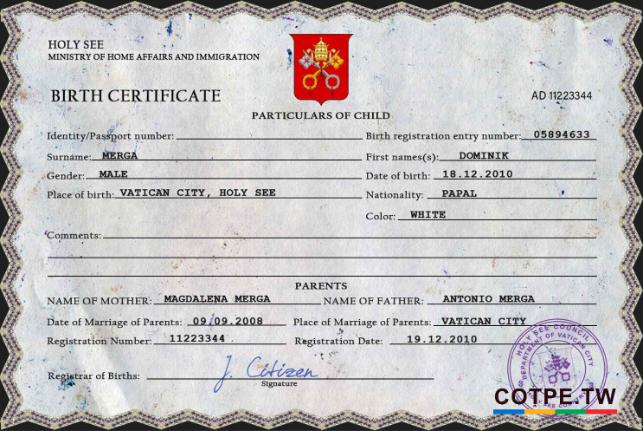 HOLY SEE
MINISTRY OF HOME AFFAIRS AND IMMIGRATION
BIRTH CERTIFICATE
AD 11223344
PARTICULARS OF CHILD
Identity/Passport number: Birth registration entry number: 05894633
Surname: MERGA First names(s): DOMINIK
Gender: MALE Date of birth: 18.12.2010
Place of birth: VATICAN CITY, HOLY SEE Nationality: PAPAL
Color: WHITE
Comments:
PARENTS
NAME OF MOTHER: MAGDALENA MERGA NAME OF FATHER: ANTONIO MERGA
Date of Marriage of Parents: 09.09.2008 Place of Marriage of Parents: VATICAN CITY
Registration Number: 11223344 Registration Date: 19.12.2010
Registrar of Births: J. Citizen
Signature
HOLY SEE COUNCIL
DEPARTMENT OF VATICAN CITY
COTPE.TW